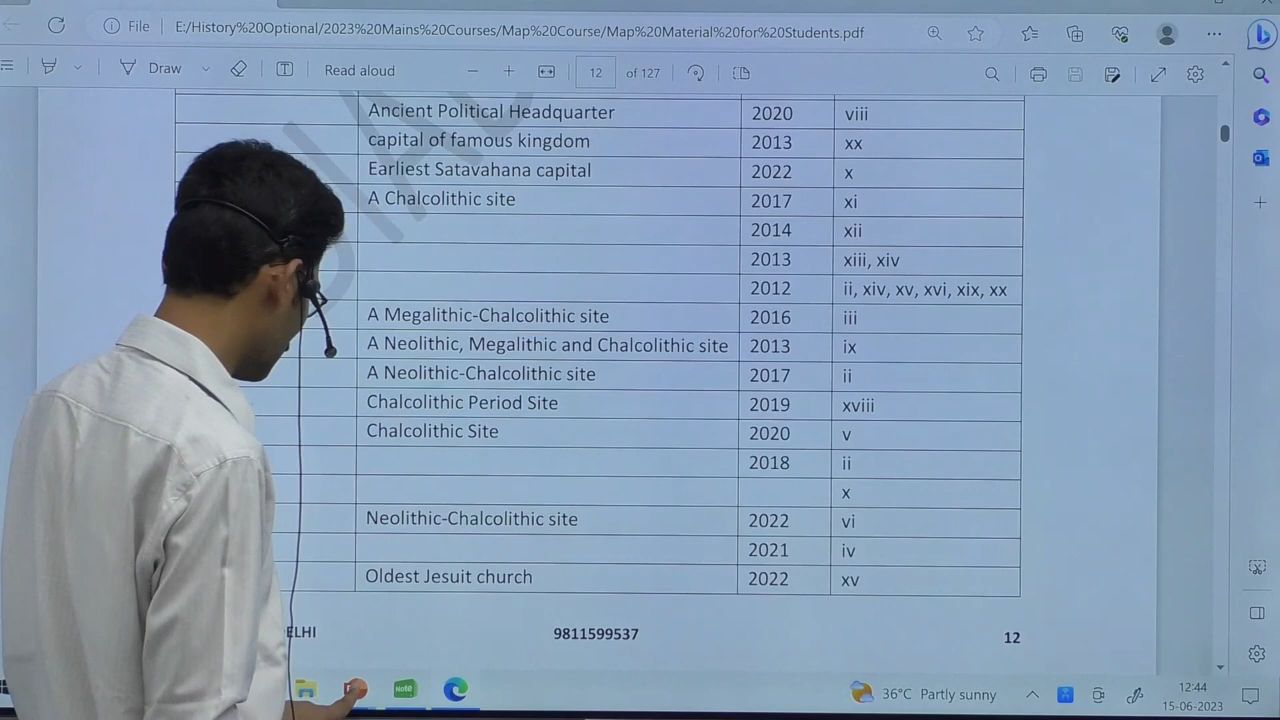 File
E:/History%20Optional/2023%20Mains%20Courses/Map%20Course/Map%20Material%20for%20Students.pdf
Draw
Read aloud
12
of 127
Ancient Political Headquarter 2020 viii
capital of famous kingdom 2013 xx
Earliest Satavahana capital 2022 x
A Chalcolithic site 2017 xi
2014 xii
2013 xiii, xiv
2012 ii, xiv, xv, xvi, xix, xx
A Megalithic-Chalcolithic site 2016 iii
A Neolithic, Megalithic and Chalcolithic site 2013 ix
A Neolithic-Chalcolithic site 2017 ii
Chalcolithic Period Site 2019 xviii
Chalcolithic Site 2020 v
2018 ii
x
Neolithic-Chalcolithic site 2022 vi
2021 iv
Oldest Jesuit church 2022 xv
ELHI 9811599537 12
Note
36°C Partly sunny
12:44
15-06-2023